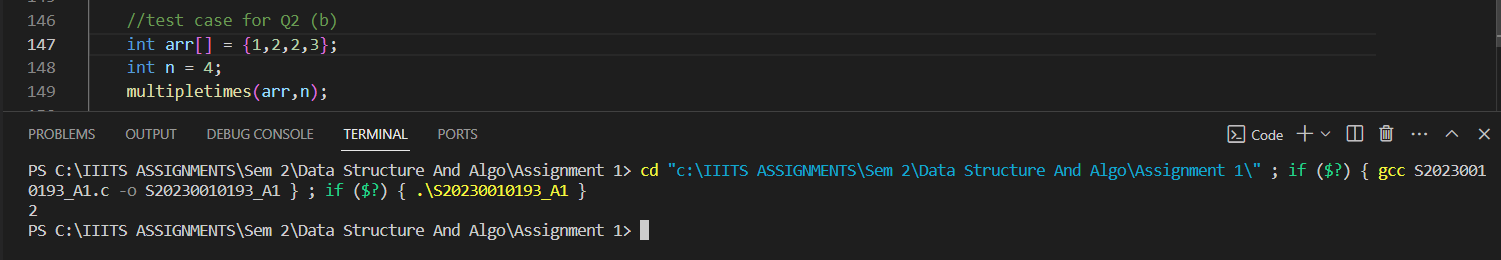 146 //test case for Q2 (b)
147 int arr[] = {1,2,2,3};
148 int n = 4;
149 multipletimes(arr,n);
PROBLEMS OUTPUT DEBUG CONSOLE TERMINAL PORTS Code
PS C:\IIITS ASSIGNMENTS\Sem 2\Data Structure And Algo\Assignment 1> cd "c:\IIITS ASSIGNMENTS\Sem 2\Data Structure And Algo\Assignment 1\" ; if ($?) { gcc S2023001
0193_A1.c -o S20230010193_A1 } ; if ($?) { .\S20230010193_A1 }
2
PS C:\IIITS ASSIGNMENTS\Sem 2\Data Structure And Algo\Assignment 1>